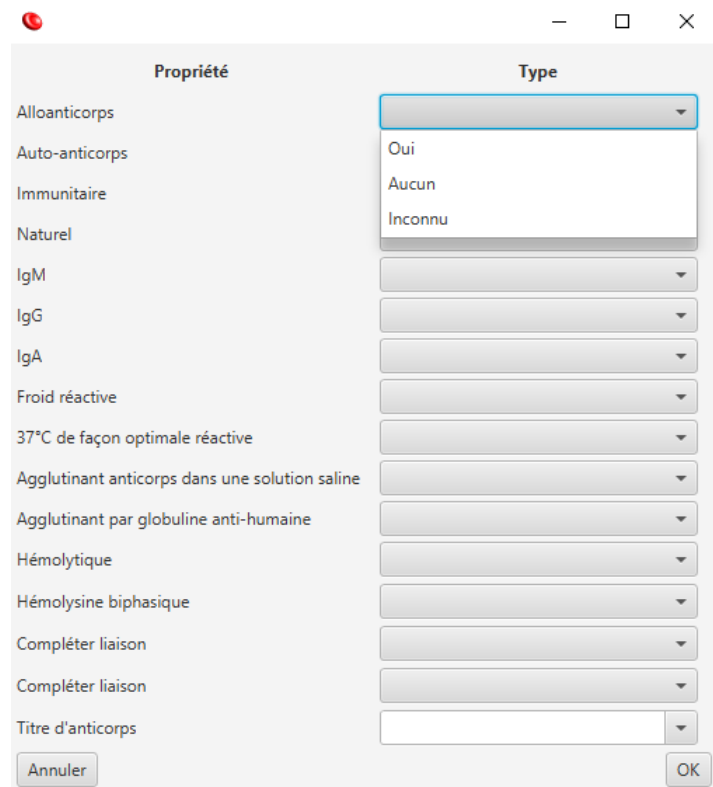 Propriété Type
Alloanticorps
Auto-anticorps
Oui
Immunitaire
Aucun
Naturel
Inconnu
IgM
IgG
IgA
Froid réactive
37°C de façon optimale réactive
Agglutinant anticorps dans une solution saline
Agglutinant par globuline anti-humaine
Hémolytique
Hémolysine biphasique
Compléter liaison
Compléter liaison
Titre d'anticorps
Annuler OK